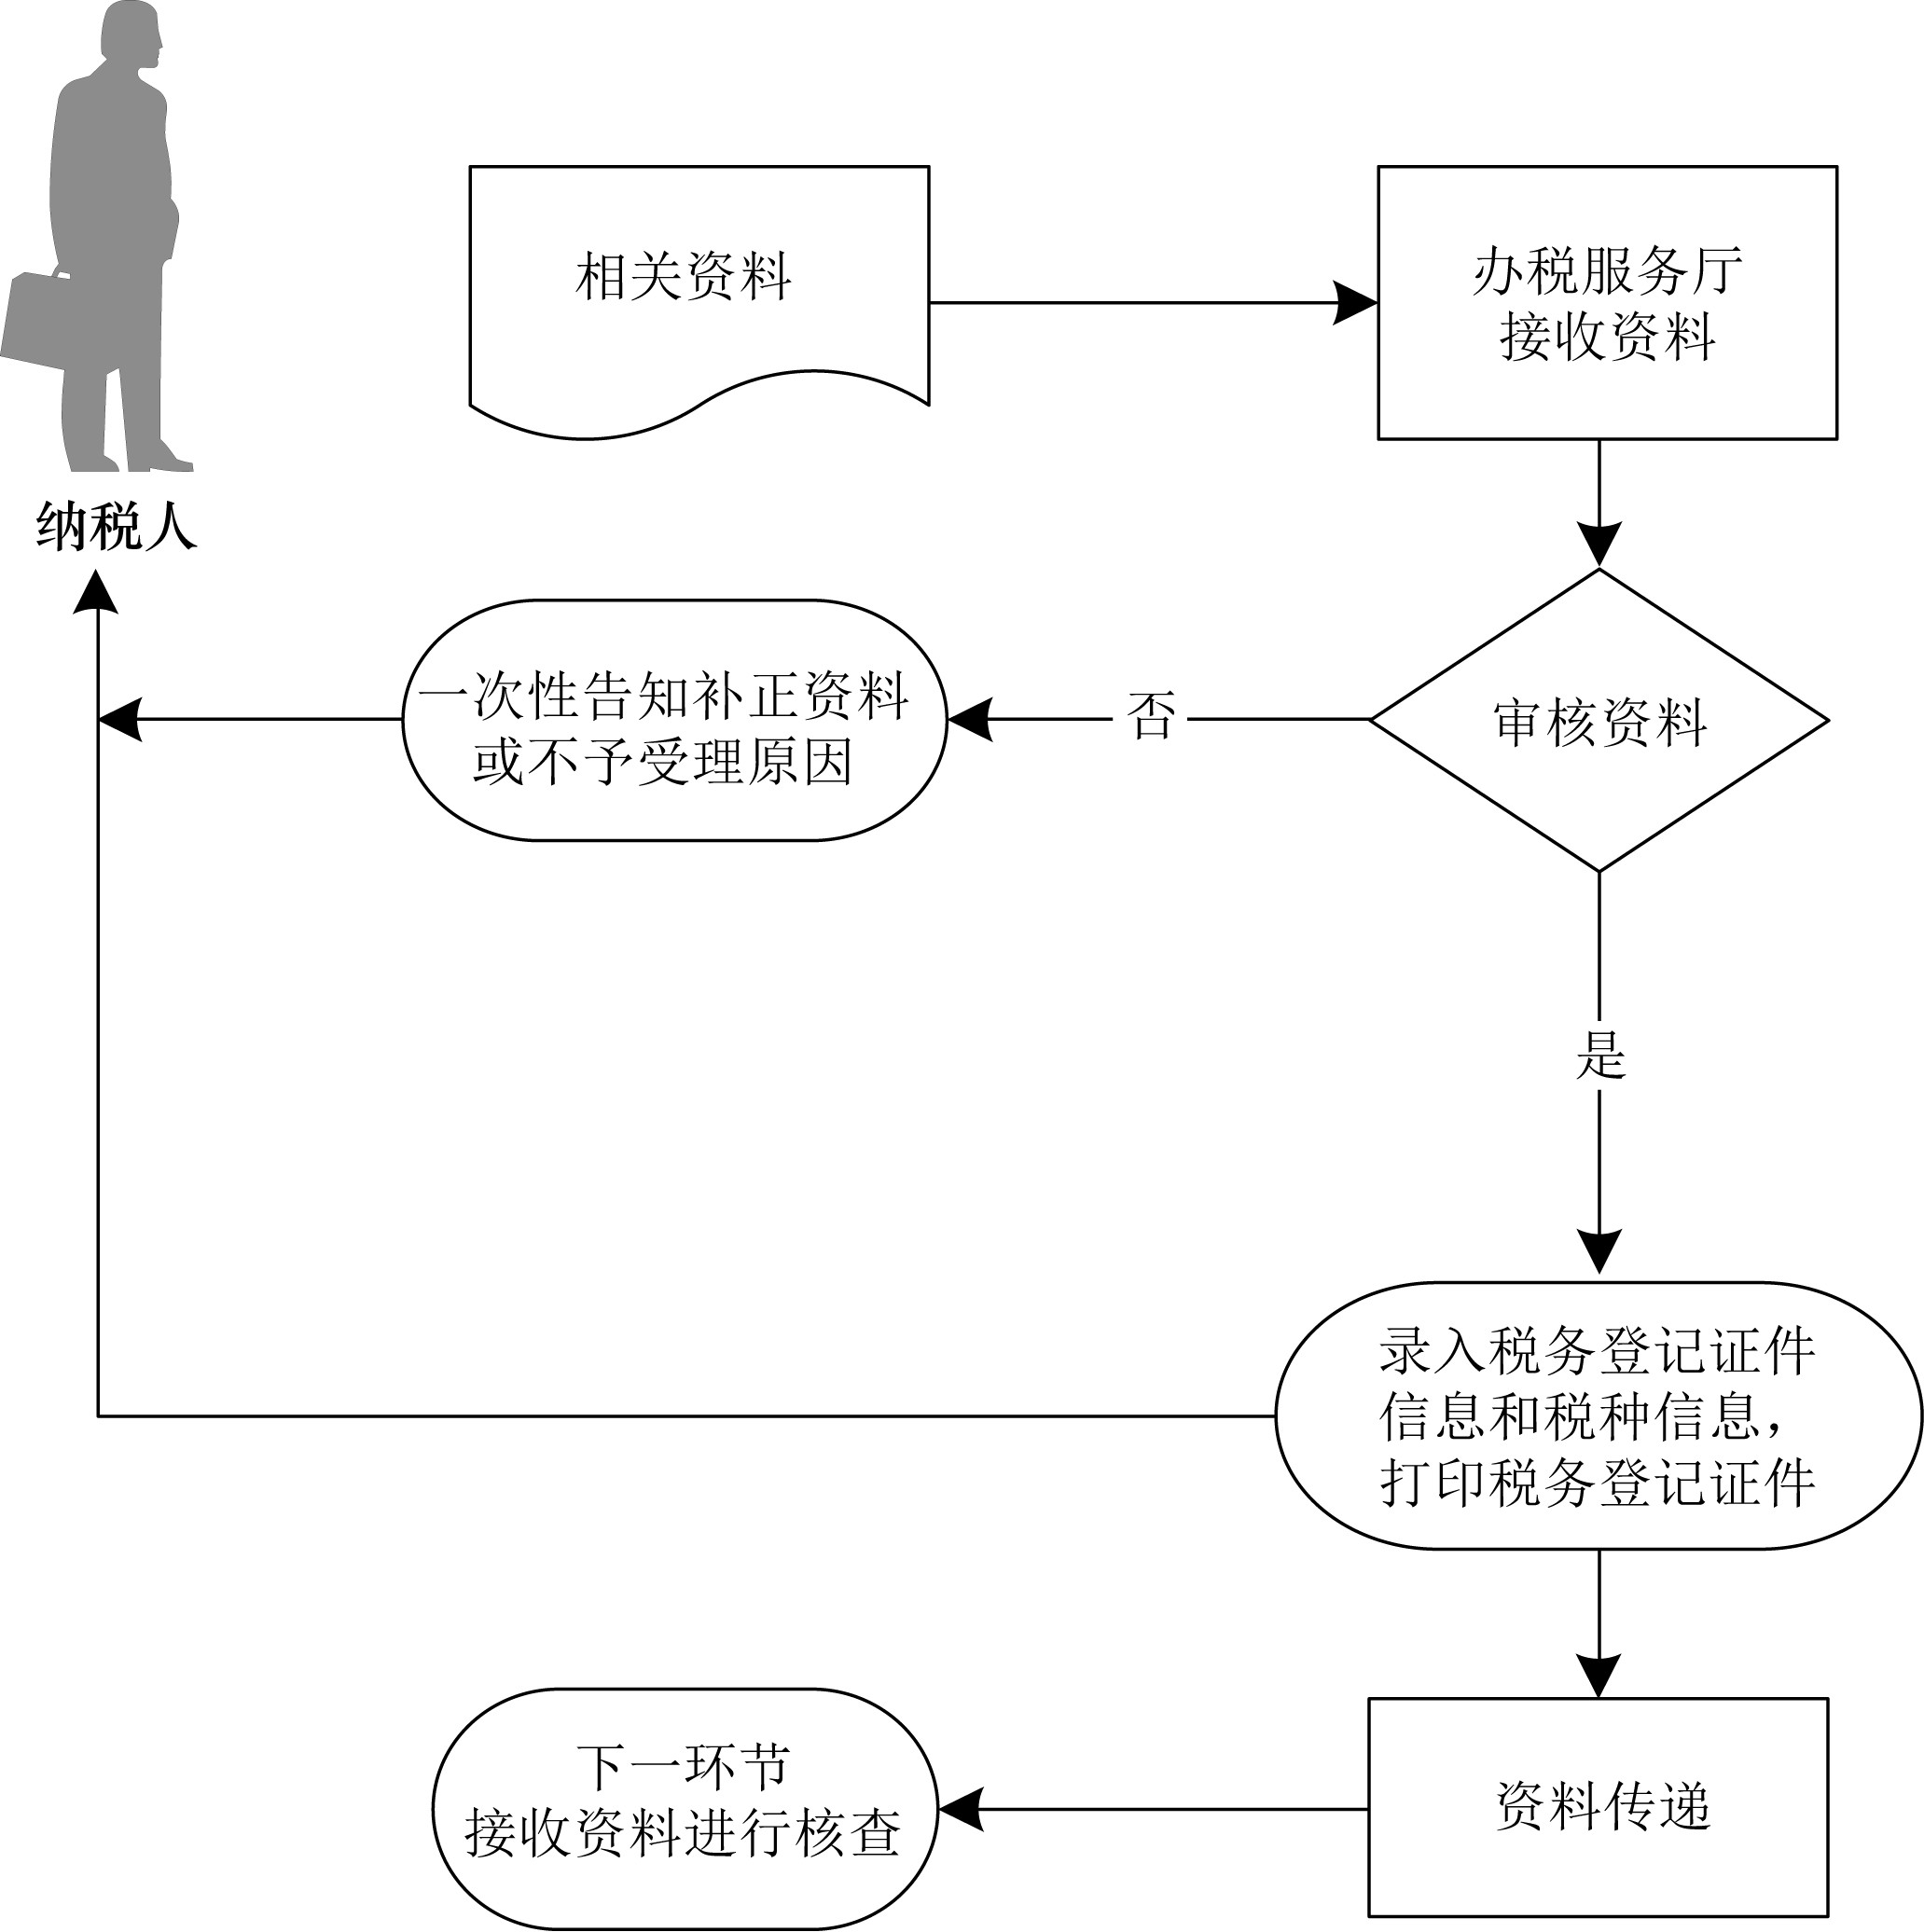 相关资料
办税服务厅
接收资料
纳税人
一次性告知补正资料
或不予受理原因
否
审核资料
是
录入税务登记证件
信息和税种信息，
打印税务登记证件
下一环节
接收资料进行核查
资料传递